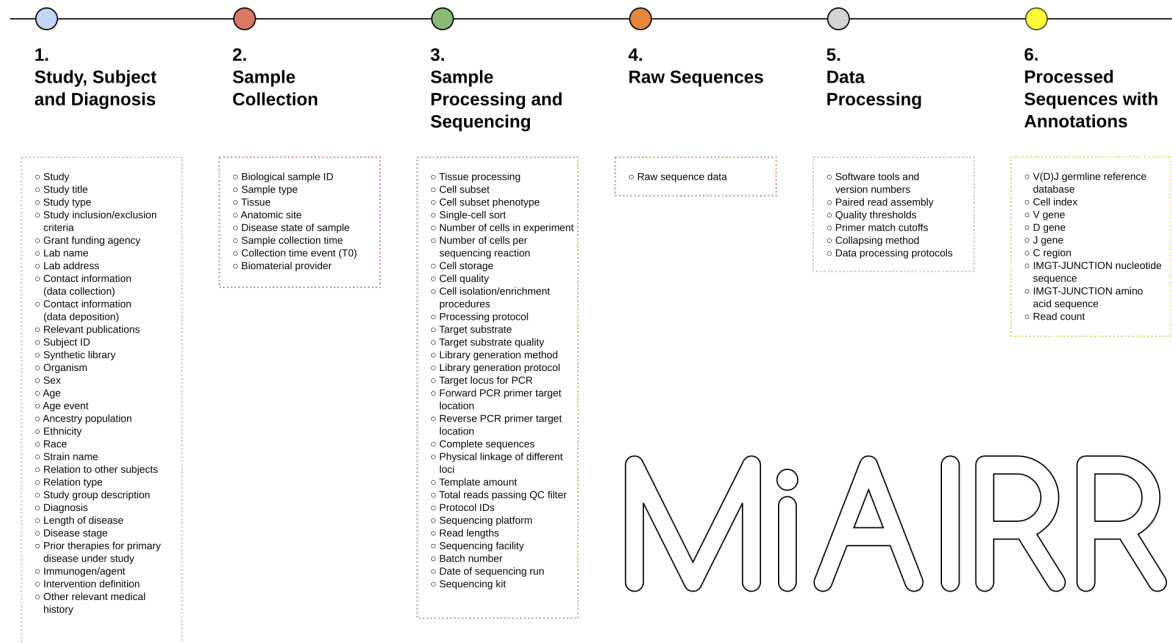 1.
Study, Subject
and Diagnosis
○ Study
○ Study title
○ Study type
○ Study inclusion/exclusion
criteria
○ Grant funding agency
○ Lab name
○ Lab address
○ Contact information
(data collection)
○ Contact information
(data deposition)
○ Relevant publications
○ Subject ID
○ Synthetic library
○ Organism
○ Sex
○ Age
○ Age event
○ Ancestry population
○ Ethnicity
○ Race
○ Strain name
○ Relation to other subjects
○ Relation type
○ Study group description
○ Diagnosis
○ Length of disease
○ Disease stage
○ Prior therapies for primary
disease under study
○ Immunogen/agent
○ Intervention definition
○ Other relevant medical
history
2.
Sample
Collection
○ Biological sample ID
○ Sample type
○ Tissue
○ Anatomic site
○ Disease state of sample
○ Sample collection time
○ Collection time event (T0)
○ Biomaterial provider
3.
Sample
Processing and
Sequencing
○ Tissue processing
○ Cell subset
○ Cell subset phenotype
○ Single-cell sort
○ Number of cells in experiment
○ Number of cells per
sequencing reaction
○ Cell storage
○ Cell quality
○ Cell isolation/enrichment
procedures
○ Processing protocol
○ Target substrate
○ Target substrate quality
○ Library generation method
○ Library generation protocol
○ Target locus for PCR
○ Forward PCR primer target
location
○ Reverse PCR primer target
location
○ Complete sequences
○ Physical linkage of different
loci
○ Template amount
○ Total reads passing QC filter
○ Protocol IDs
○ Sequencing platform
○ Read lengths
○ Sequencing facility
○ Batch number
○ Date of sequencing run
○ Sequencing kit
4.
Raw Sequences
○ Raw sequence data
5.
Data
Processing
○ Software tools and
version numbers
○ Paired read assembly
○ Quality thresholds
○ Primer match cutoffs
○ Collapsing method
○ Data processing protocols
6.
Processed
Sequences with
Annotations
○ V(D)J germline reference
database
○ Cell index
○ V gene
○ D gene
○ J gene
○ C region
○ IMGT-JUNCTION nucleotide
sequence
○ IMGT-JUNCTION amino
acid sequence
○ Read count
MiAIRR